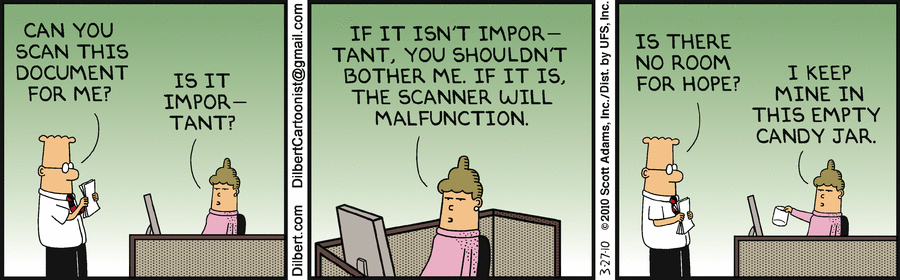 CAN YOU
SCAN THIS
DOCUMENT
FOR ME?
IS IT
IMPOR–
TANT?
Dilbert.com DilbertCartoonist@gmail.com
IF IT ISN'T IMPOR–
TANT, YOU SHOULDN'T
BOTHER ME. IF IT IS,
THE SCANNER WILL
MALFUNCTION.
3-27-10 ©2010 Scott Adams, Inc./Dist. by UFS, Inc.
IS THERE
NO ROOM
FOR HOPE?
I KEEP
MINE IN
THIS EMPTY
CANDY JAR.